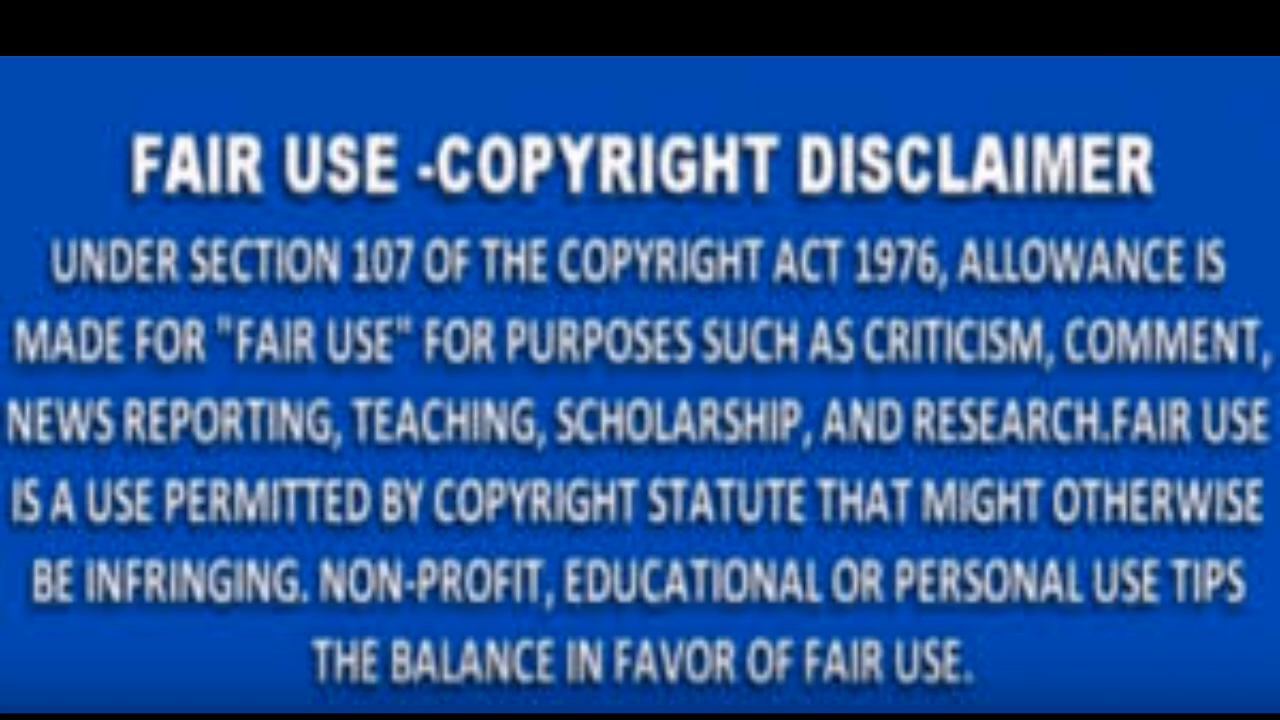 FAIR USE -COPYRIGHT DISCLAIMER
UNDER SECTION 107 OF THE COPYRIGHT ACT 1976, ALLOWANCE IS
MADE FOR "FAIR USE" FOR PURPOSES SUCH AS CRITICISM, COMMENT,
NEWS REPORTING, TEACHING, SCHOLARSHIP, AND RESEARCH.FAIR USE
IS A USE PERMITTED BY COPYRIGHT STATUTE THAT MIGHT OTHERWISE
BE INFRINGING. NON-PROFIT, EDUCATIONAL OR PERSONAL USE TIPS
THE BALANCE IN FAVOR OF FAIR USE.